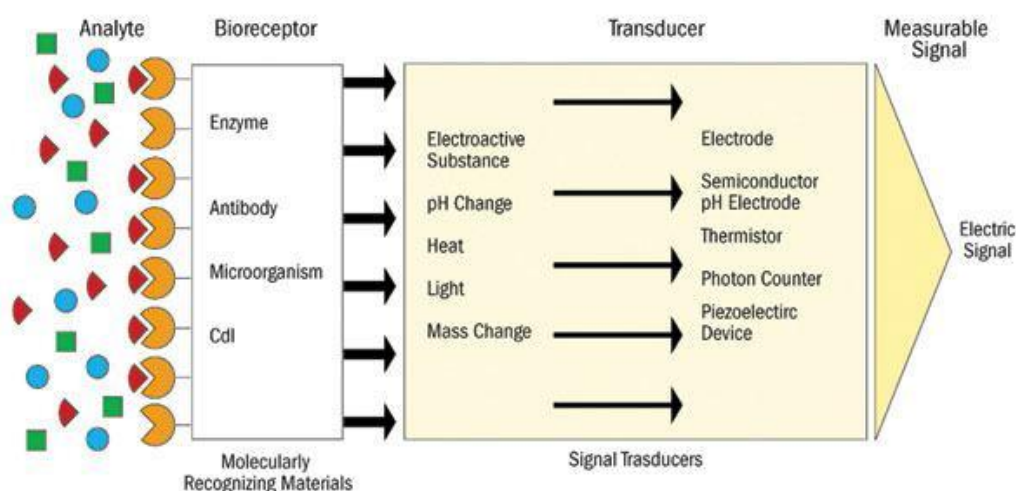 Analyte
Bioreceptor
Transducer
Measurable
Signal
Enzyme
Antibody
Microorganism
Cdl
Electroactive
Substance
pH Change
Heat
Light
Mass Change
Electrode
Semiconductor
pH Electrode
Thermistor
Photon Counter
Piezoelectirc
Device
Electric
Signal
Molecularly
Recognizing Materials
Signal Trasducers